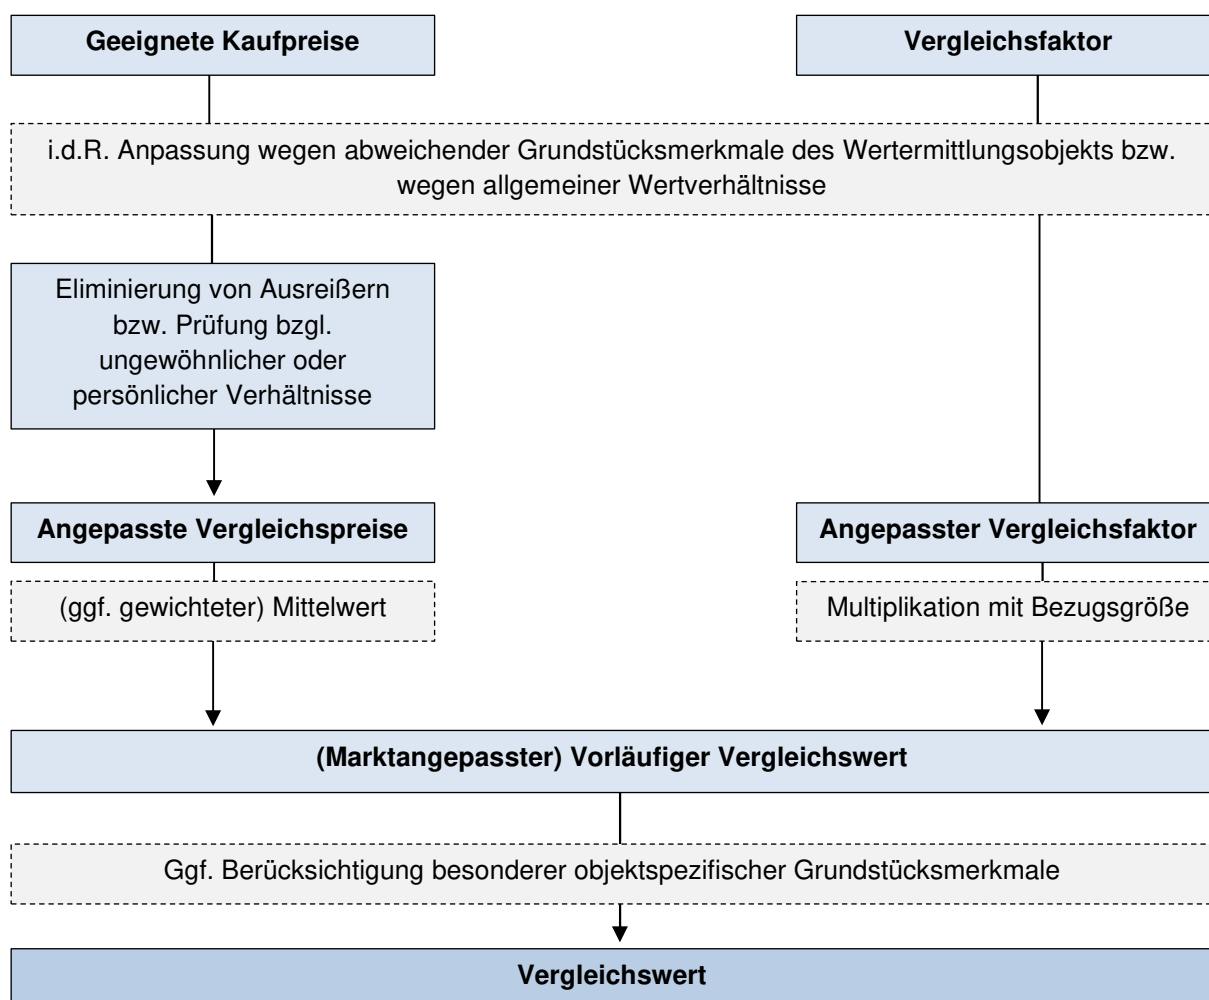 Geeignete Kaufpreise
Vergleichsfaktor
i.d.R. Anpassung wegen abweichender Grundstücksmerkmale des Wertermittlungsobjekts bzw.
wegen allgemeiner Wertverhältnisse
Eliminierung von Ausreißern
bzw. Prüfung bzgl.
ungewöhnlicher oder
persönlicher Verhältnisse
Angepasste Vergleichspreise
Angepasster Vergleichsfaktor
(ggf. gewichteter) Mittelwert
Multiplikation mit Bezugsgröße
(Marktangepasster) Vorläufiger Vergleichswert
Ggf. Berücksichtigung besonderer objektspezifischer Grundstücksmerkmale
Vergleichswert